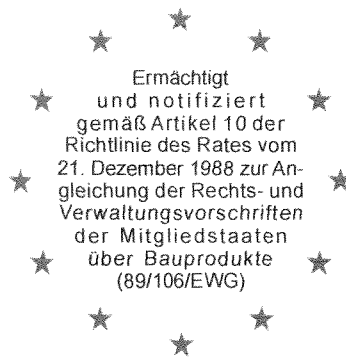 Ermächtigt
und notifiziert
gemäß Artikel 10 der
Richtlinie des Rates vom
21. Dezember 1988 zur An-
gleichung der Rechts- und
Verwaltungsvorschriften
der Mitgliedstaaten
über Bauprodukte
(89/106/EWG)